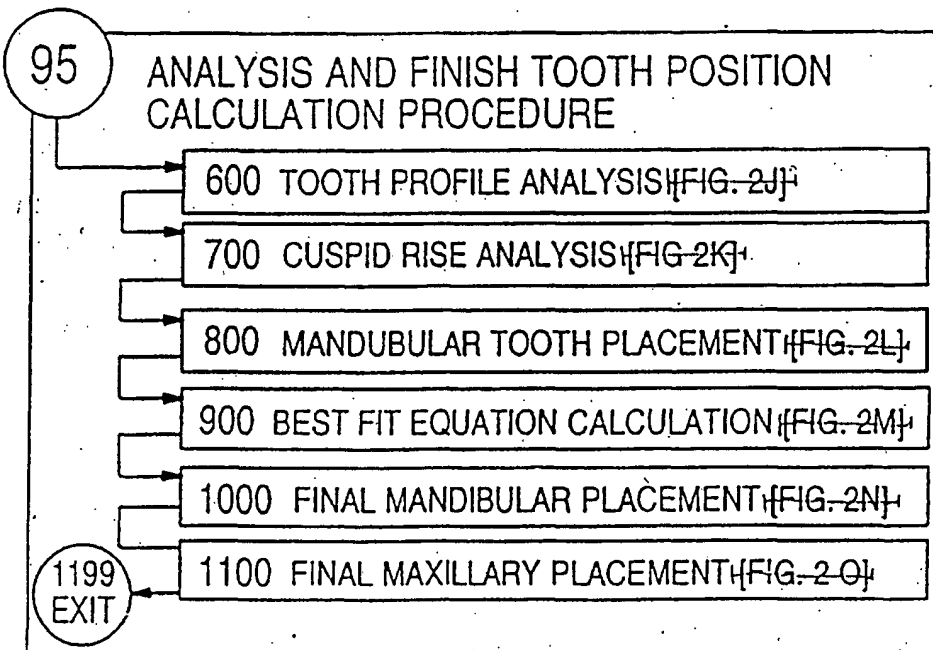 95
ANALYSIS AND FINISH TOOTH POSITION
CALCULATION PROCEDURE
600 TOOTH PROFILE ANALYSIS [FIG. 2J]
700 CUSPID RISE ANALYSIS [FIG 2K]
800 MANDUBULAR TOOTH PLACEMENT [FIG. 2L]
900 BEST FIT EQUATION CALCULATION [FIG. 2M]
1000 FINAL MANDIBULAR PLACEMENT [FIG. 2N]
1100 FINAL MAXILLARY PLACEMENT [FIG. 2 O]
1199
EXIT